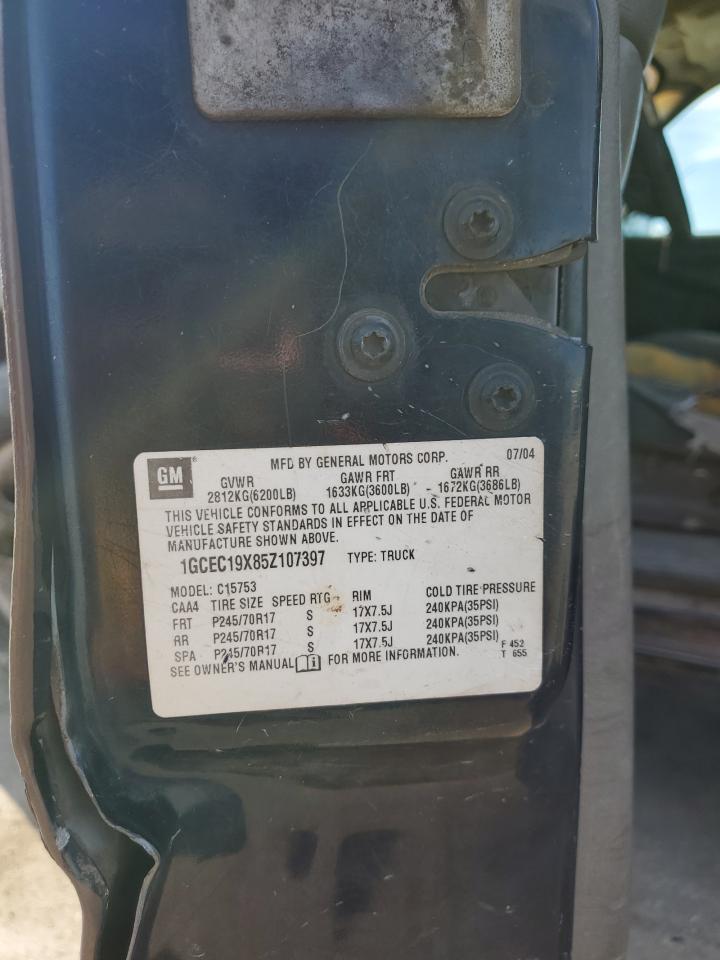 GM ® MFD BY GENERAL MOTORS CORP. 07/04
GVWR GAWR FRT GAWR RR
2812KG(6200LB) 1633KG(3600LB) 1672KG(3686LB)
THIS VEHICLE CONFORMS TO ALL APPLICABLE U.S. FEDERAL MOTOR
VEHICLE SAFETY STANDARDS IN EFFECT ON THE DATE OF
MANUFACTURE SHOWN ABOVE.
1GCEC19X85Z107397 TYPE: TRUCK
MODEL: C15753
CAA4 TIRE SIZE SPEED RTG RIM COLD TIRE PRESSURE
FRT P245/70R17 S 17X7.5J 240KPA(35PSI)
RR P245/70R17 S 17X7.5J 240KPA(35PSI)
SPA P245/70R17 S 17X7.5J 240KPA(35PSI)
SEE OWNER'S MANUAL FOR MORE INFORMATION.
F 452
T 655